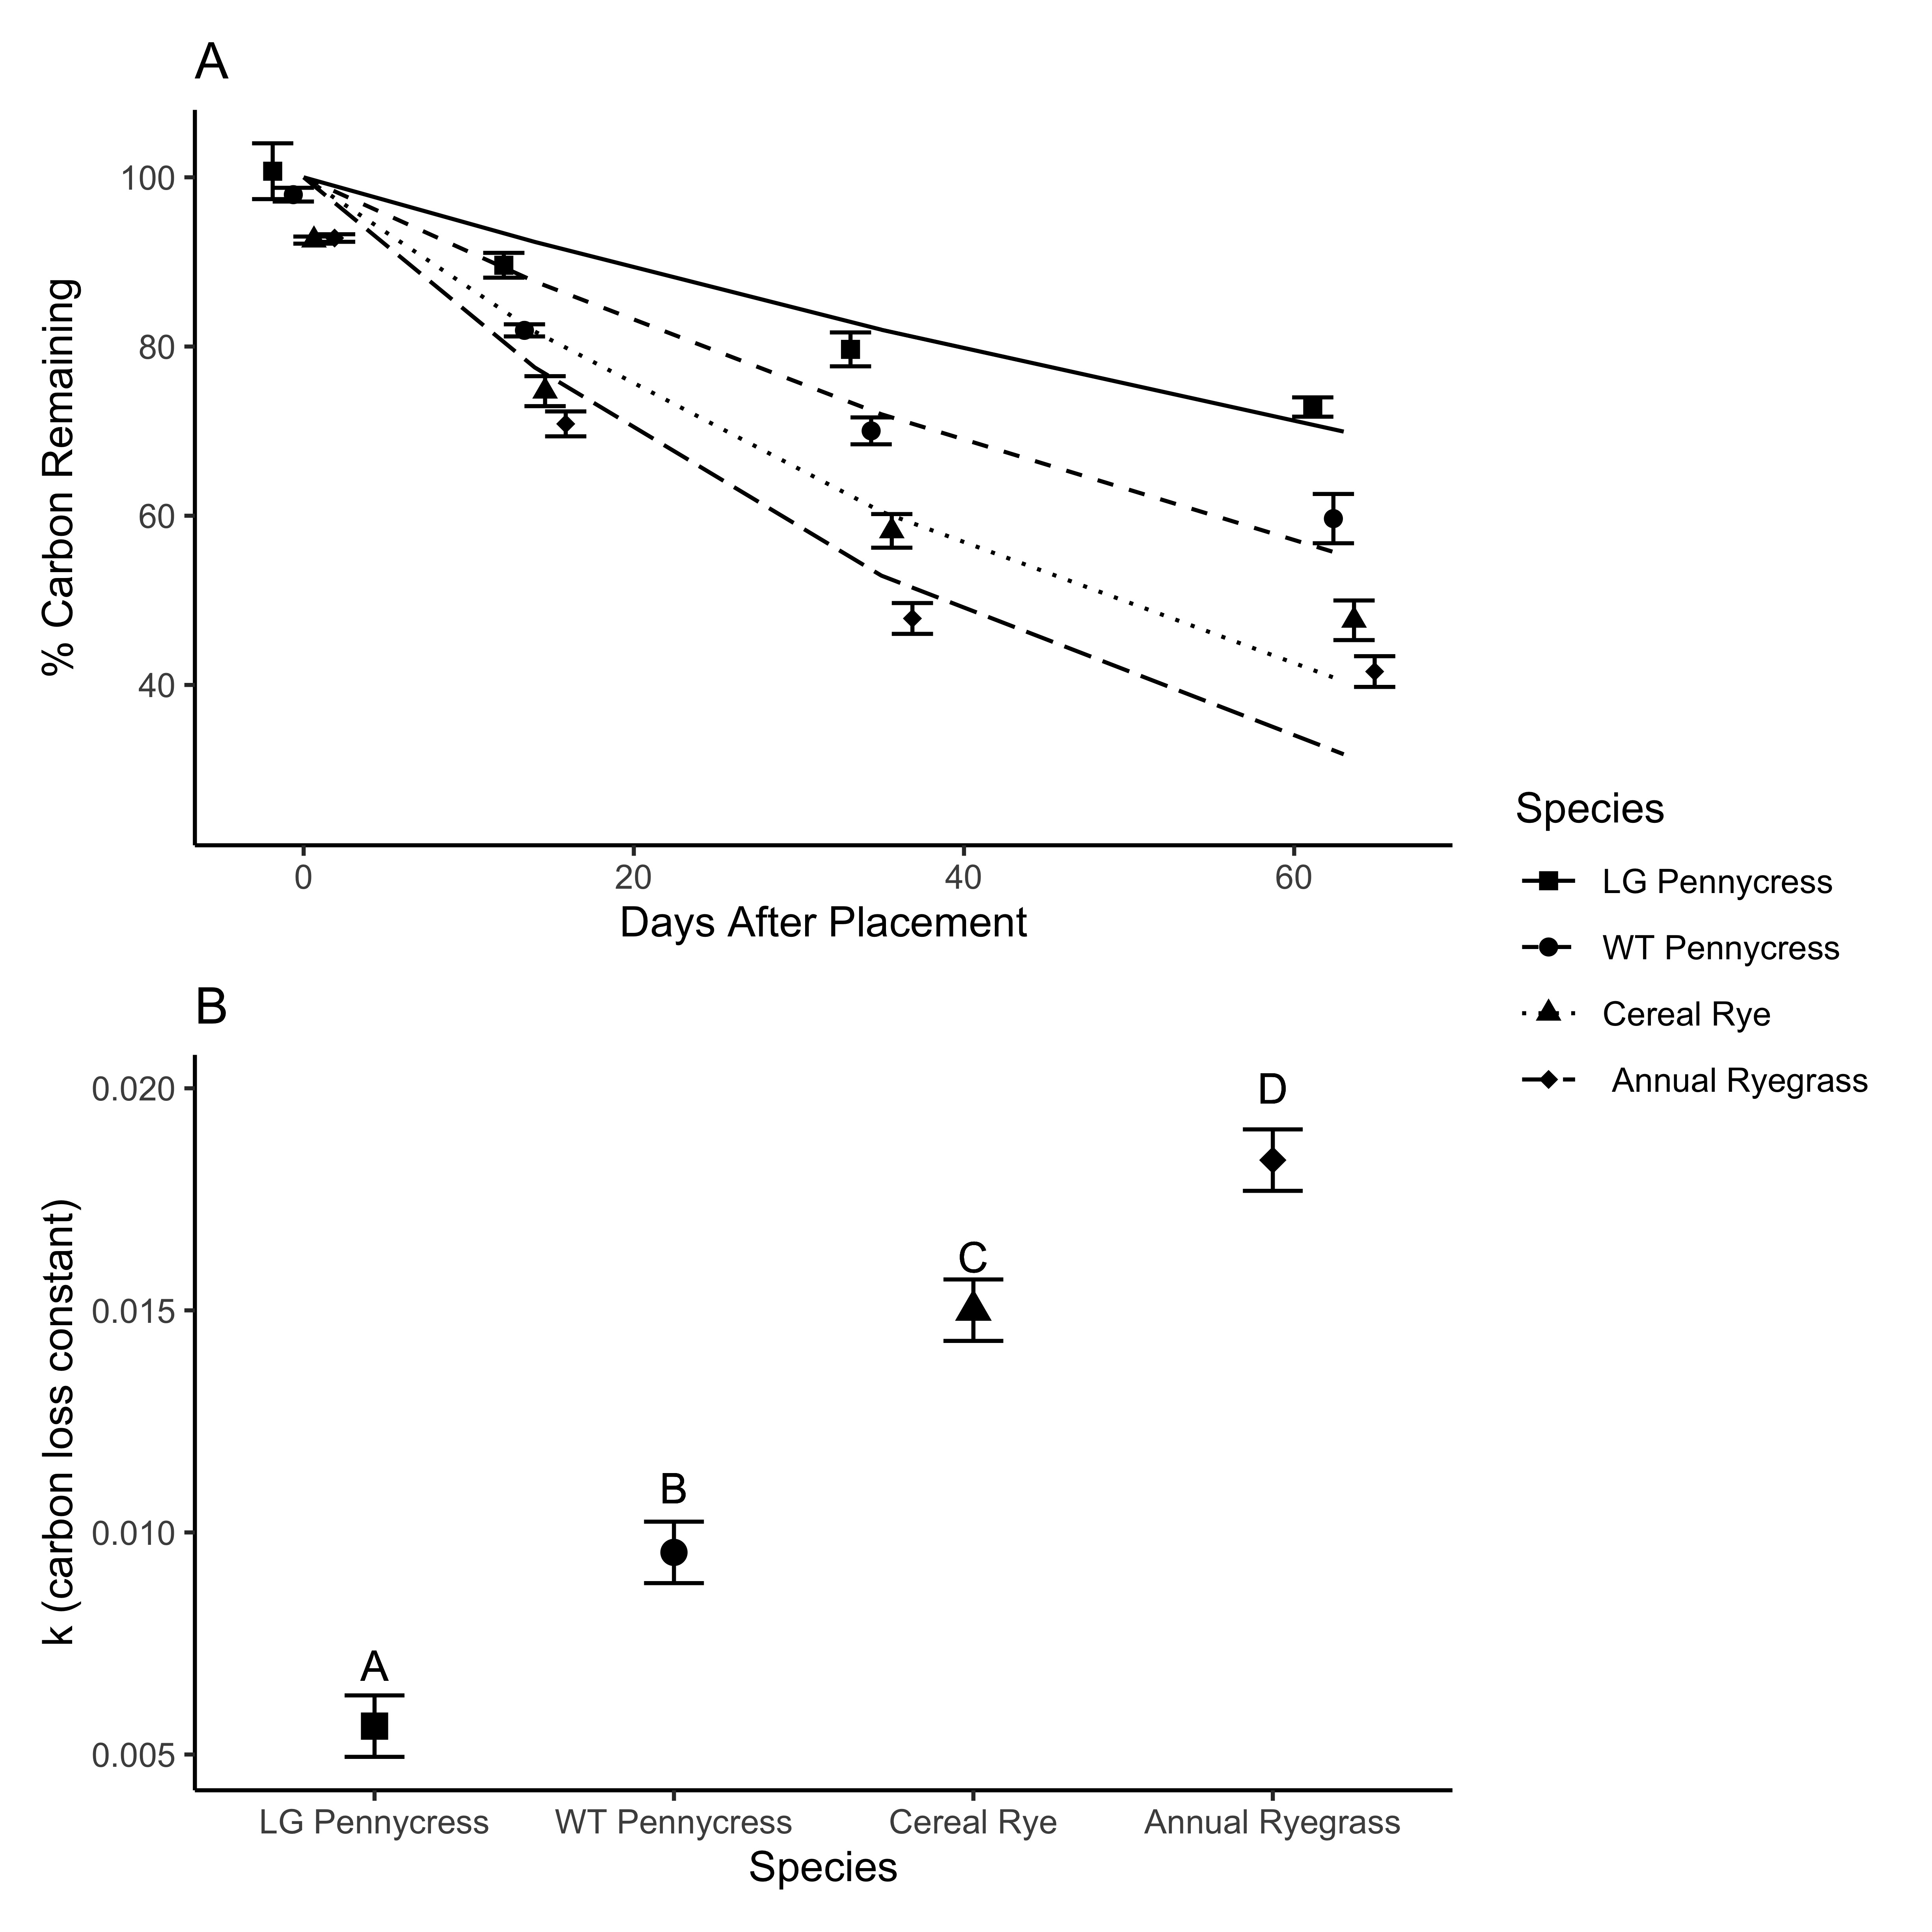 A
100
80
60
40
% Carbon Remaining
0 20 40 60
Days After Placement
Species
LG Pennycress
WT Pennycress
Cereal Rye
Annual Ryegrass
B
0.020
0.015
0.010
0.005
k (carbon loss constant)
D
C
B
A
LG Pennycress WT Pennycress Cereal Rye Annual Ryegrass
Species